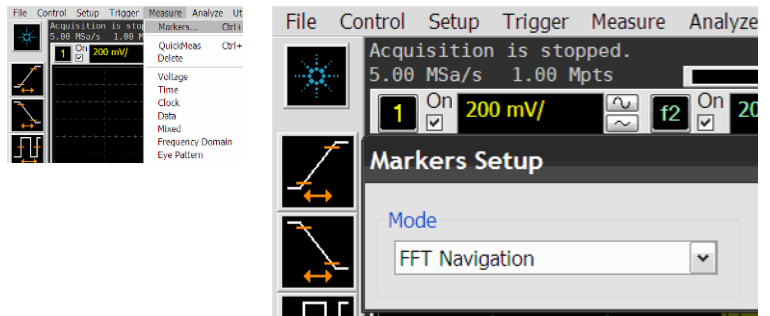 File Control Setup Trigger Measure Analyze Ut
Acquisition is stop
5.00 MSa/s 1.00 M
1 On 200 mV/
Markers... Ctrl+
QuickMeas Ctrl+
Delete
Voltage
Time
Clock
Data
Mixed
Frequency Domain
Eye Pattern
File Control Setup Trigger Measure Analyze
Acquisition is stopped.
5.00 MSa/s 1.00 Mpts
1 On 200 mV/ f2 On 20
Markers Setup
Mode
FFT Navigation